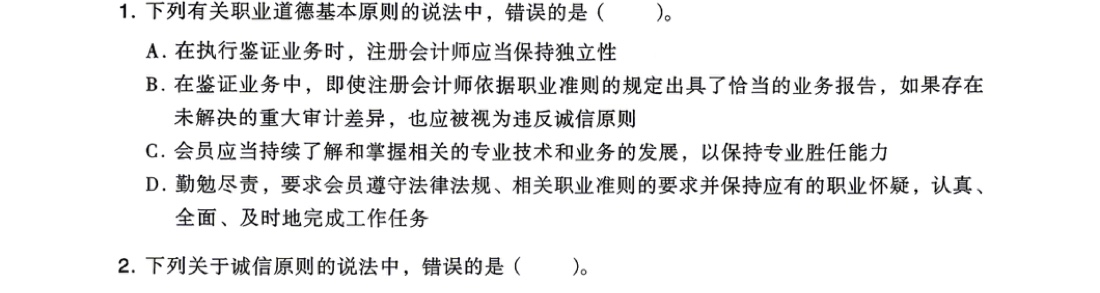 1. 下列有关职业道德基本原则的说法中，错误的是（　　）。
A. 在执行鉴证业务时，注册会计师应当保持独立性
B. 在鉴证业务中，即使注册会计师依据职业准则的规定出具了恰当的业务报告，如果存在
未解决的重大审计差异，也应被视为违反诚信原则
C. 会员应当持续了解和掌握相关的专业技术和业务的发展，以保持专业胜任能力
D. 勤勉尽责，要求会员遵守法律法规、相关职业准则的要求并保持应有的职业怀疑，认真、
全面、及时地完成工作任务
2. 下列关于诚信原则的说法中，错误的是（　　）。